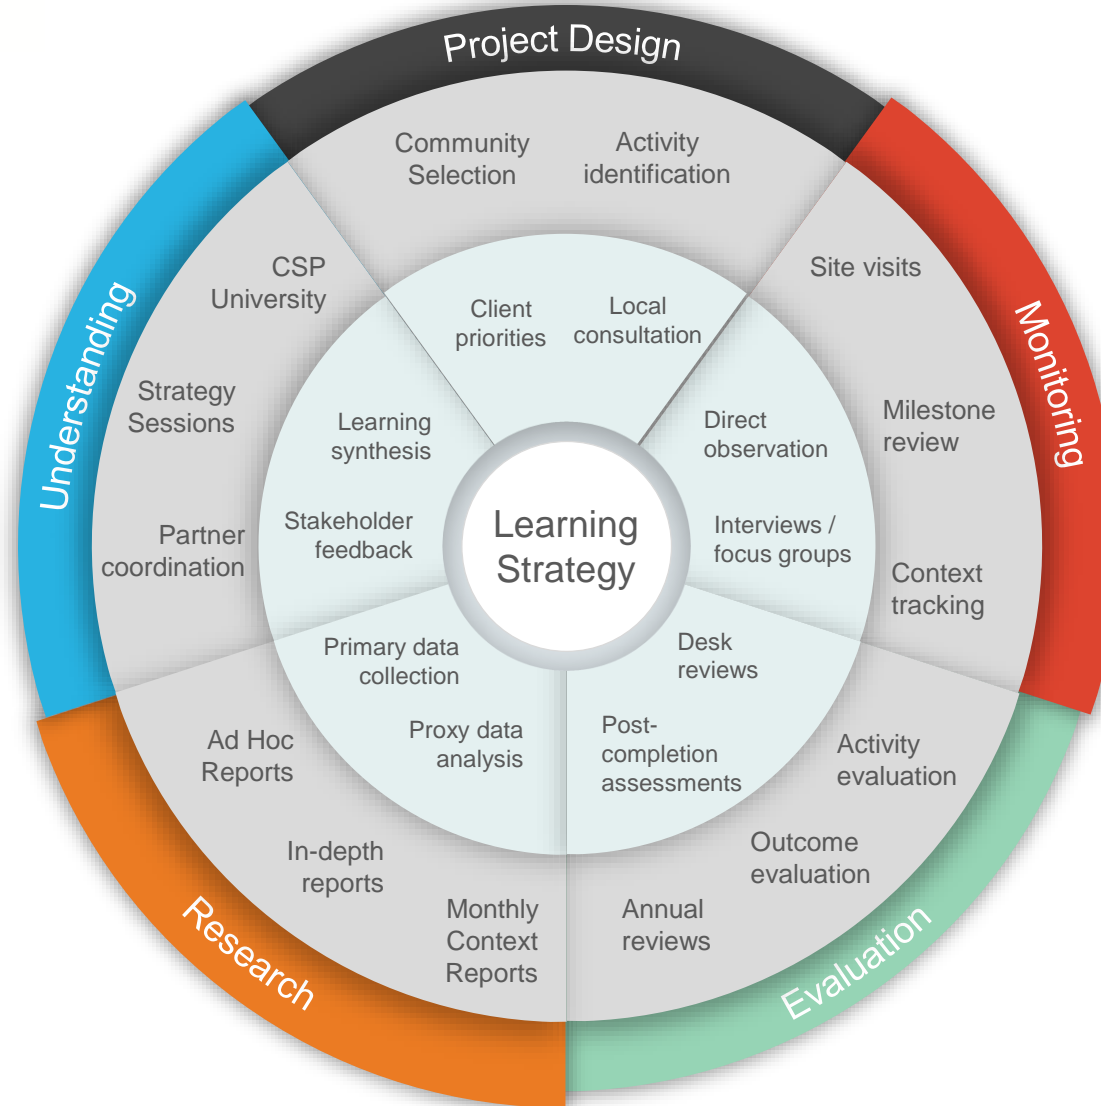 Project Design
Community
Selection
Activity
identification
Client
priorities
Local
consultation
Monitoring
Site visits
Milestone
review
Context
tracking
Direct
observation
Interviews /
focus groups
Evaluation
Activity
evaluation
Outcome
evaluation
Annual
reviews
Desk
reviews
Post-
completion
assessments
Research
Ad Hoc
Reports
In-depth
reports
Monthly
Context
Reports
Primary data
collection
Proxy data
analysis
Understanding
CSP
University
Strategy
Sessions
Partner
coordination
Learning
synthesis
Stakeholder
feedback
Learning
Strategy